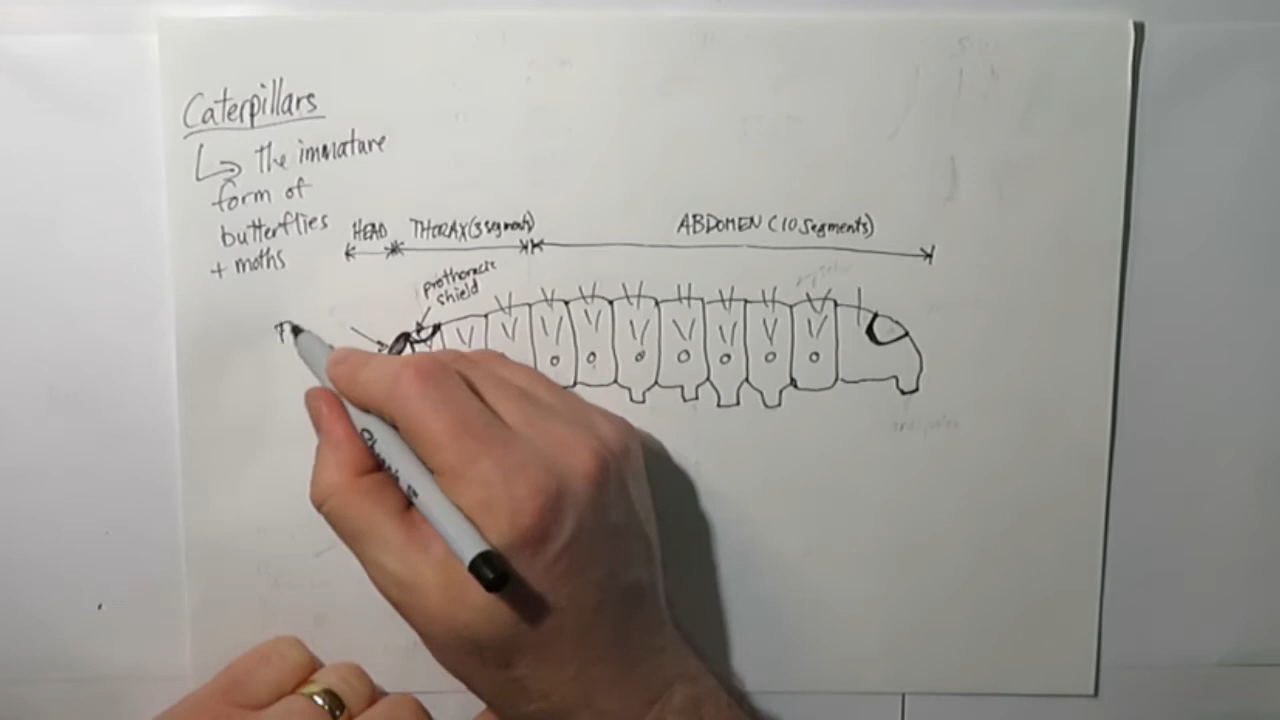 Caterpillars
The immature
form of
butterflies
+ moths
HEAD
THORAX (3 segments)
ABDOMEN (10 segments)
prothoracic
shield